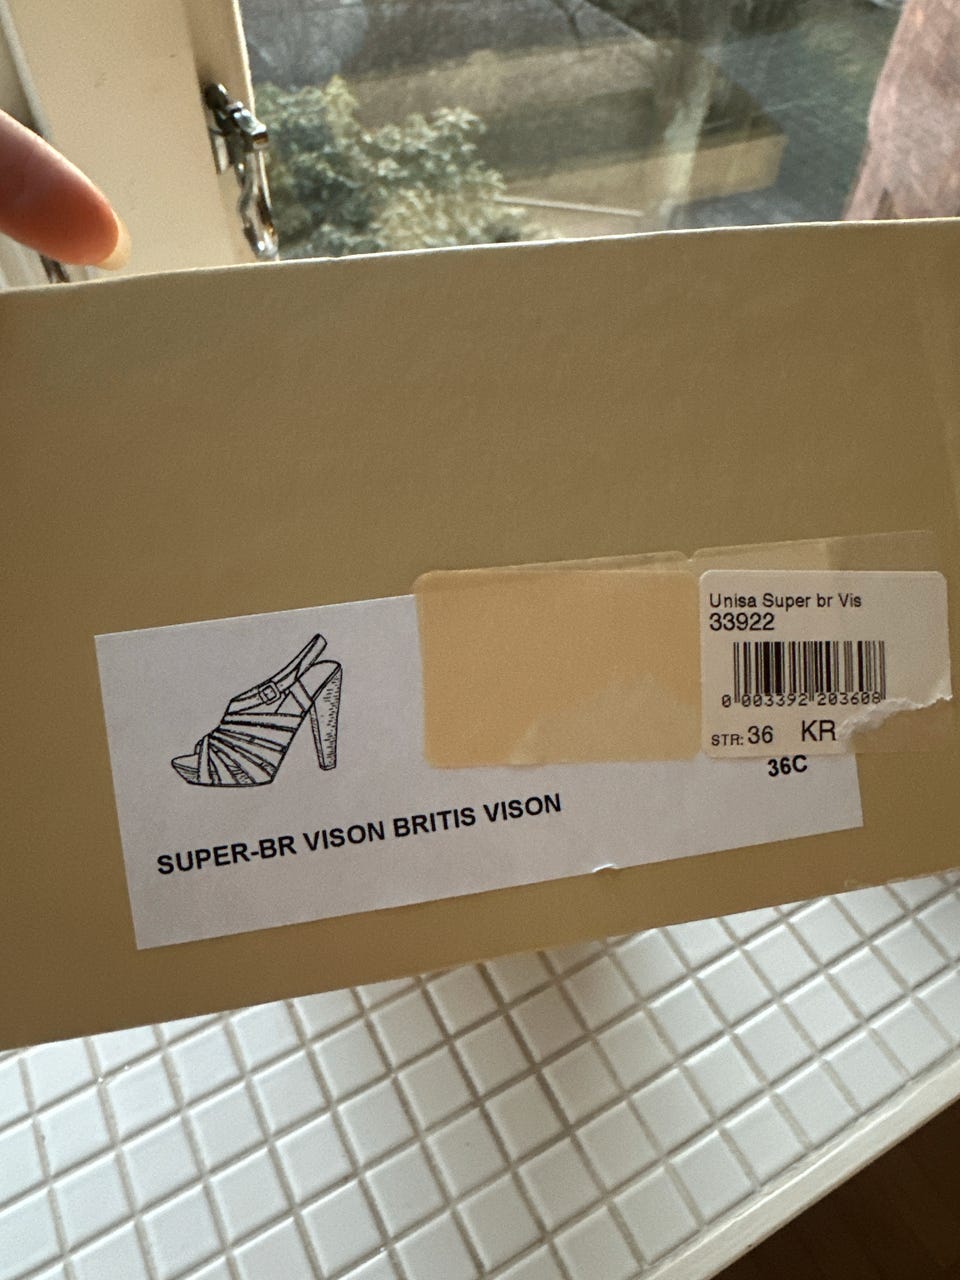 Unisa Super br Vis
33922
0 003392 203608
STR: 36 KR
36C
SUPER-BR VISON BRITIS VISON